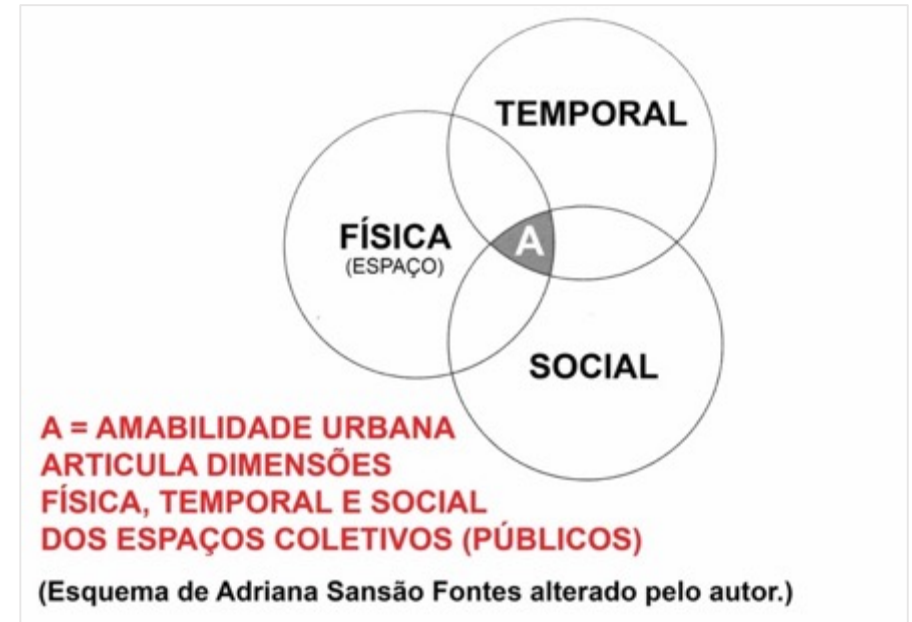 TEMPORAL
FÍSICA
(ESPAÇO)
A
SOCIAL
A = AMABILIDADE URBANA
ARTICULA DIMENSÕES
FÍSICA, TEMPORAL E SOCIAL
DOS ESPAÇOS COLETIVOS (PÚBLICOS)
(Esquema de Adriana Sansão Fontes alterado pelo autor.)